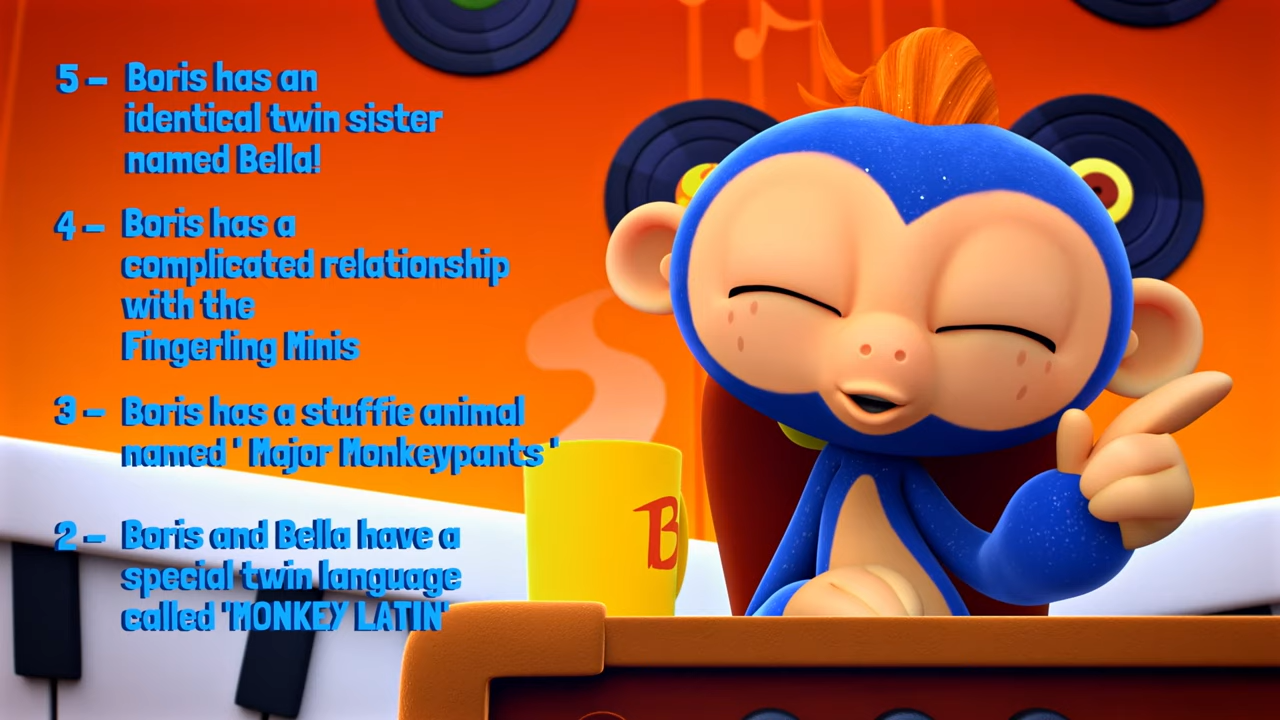 5 - Boris has an
identical twin sister
named Bella!
4 - Boris has a
complicated relationship
with the
Fingerling Minis
3 - Boris has a stuffie animal
named 'Major Monkeypants'
2 - Boris and Bella have a
special twin language
called 'MONKEY LATIN'
B